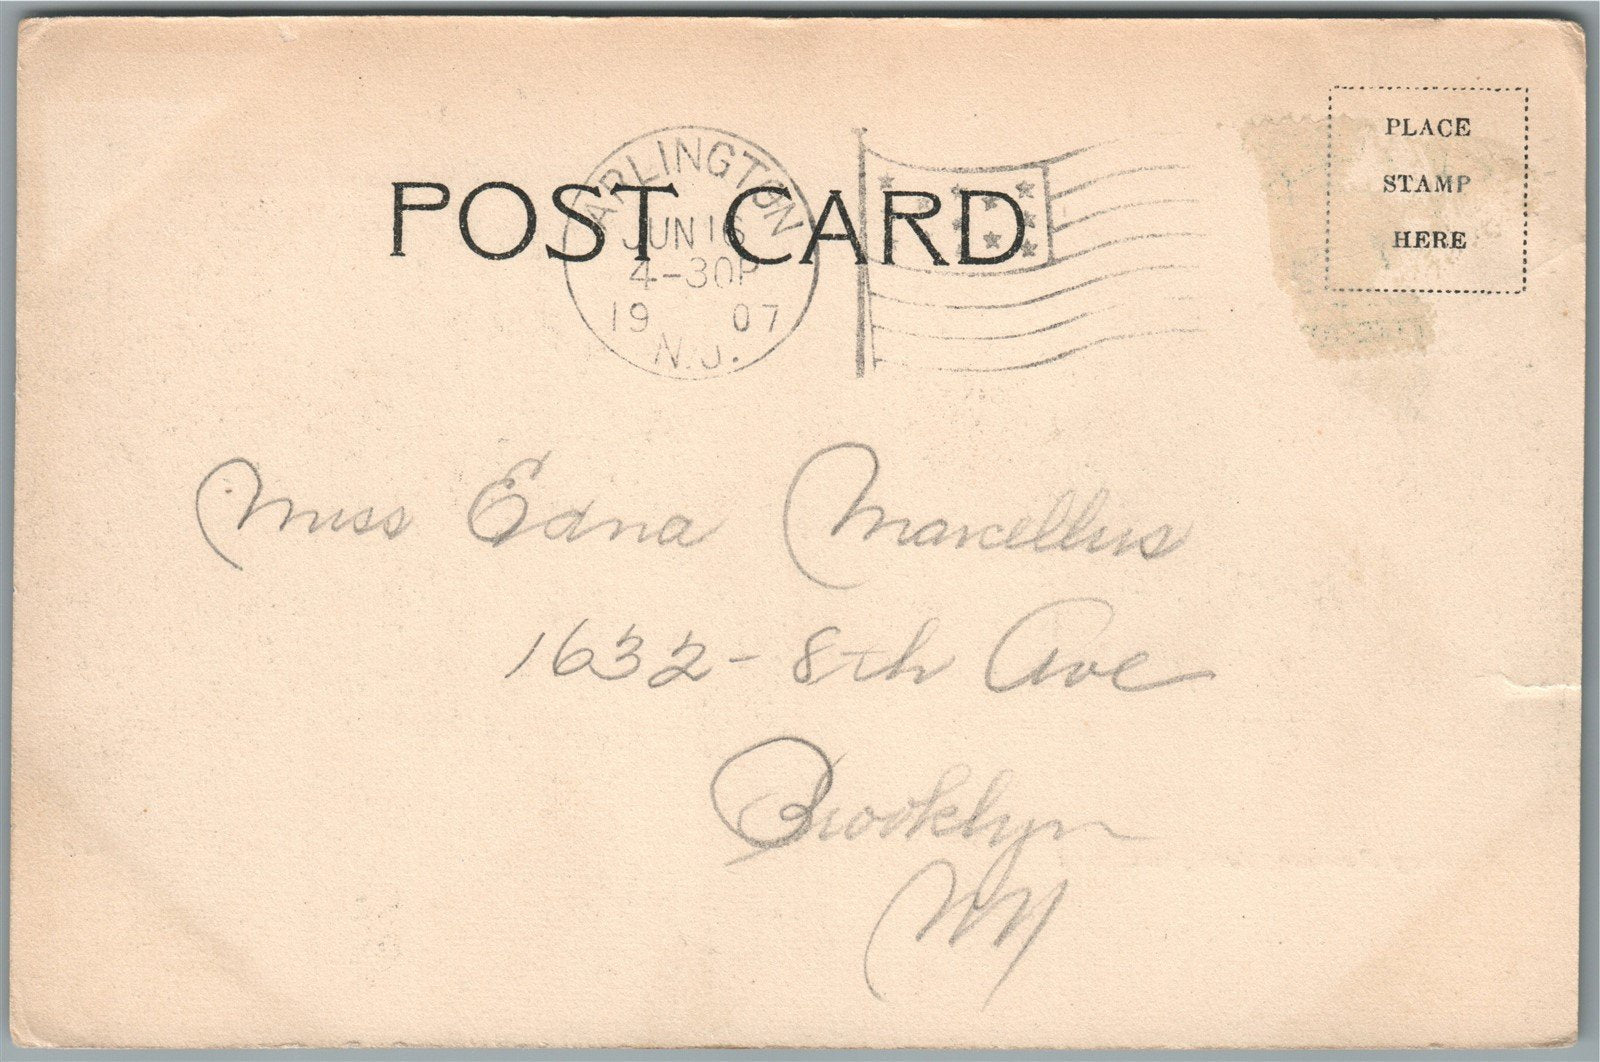 POST CARD
ARLINGTON
JUN 16
4-30P
19 07
N.J.
PLACE
STAMP
HERE
Miss Edna Marcellus
1632 - 8th Ave
Brooklyn
NY